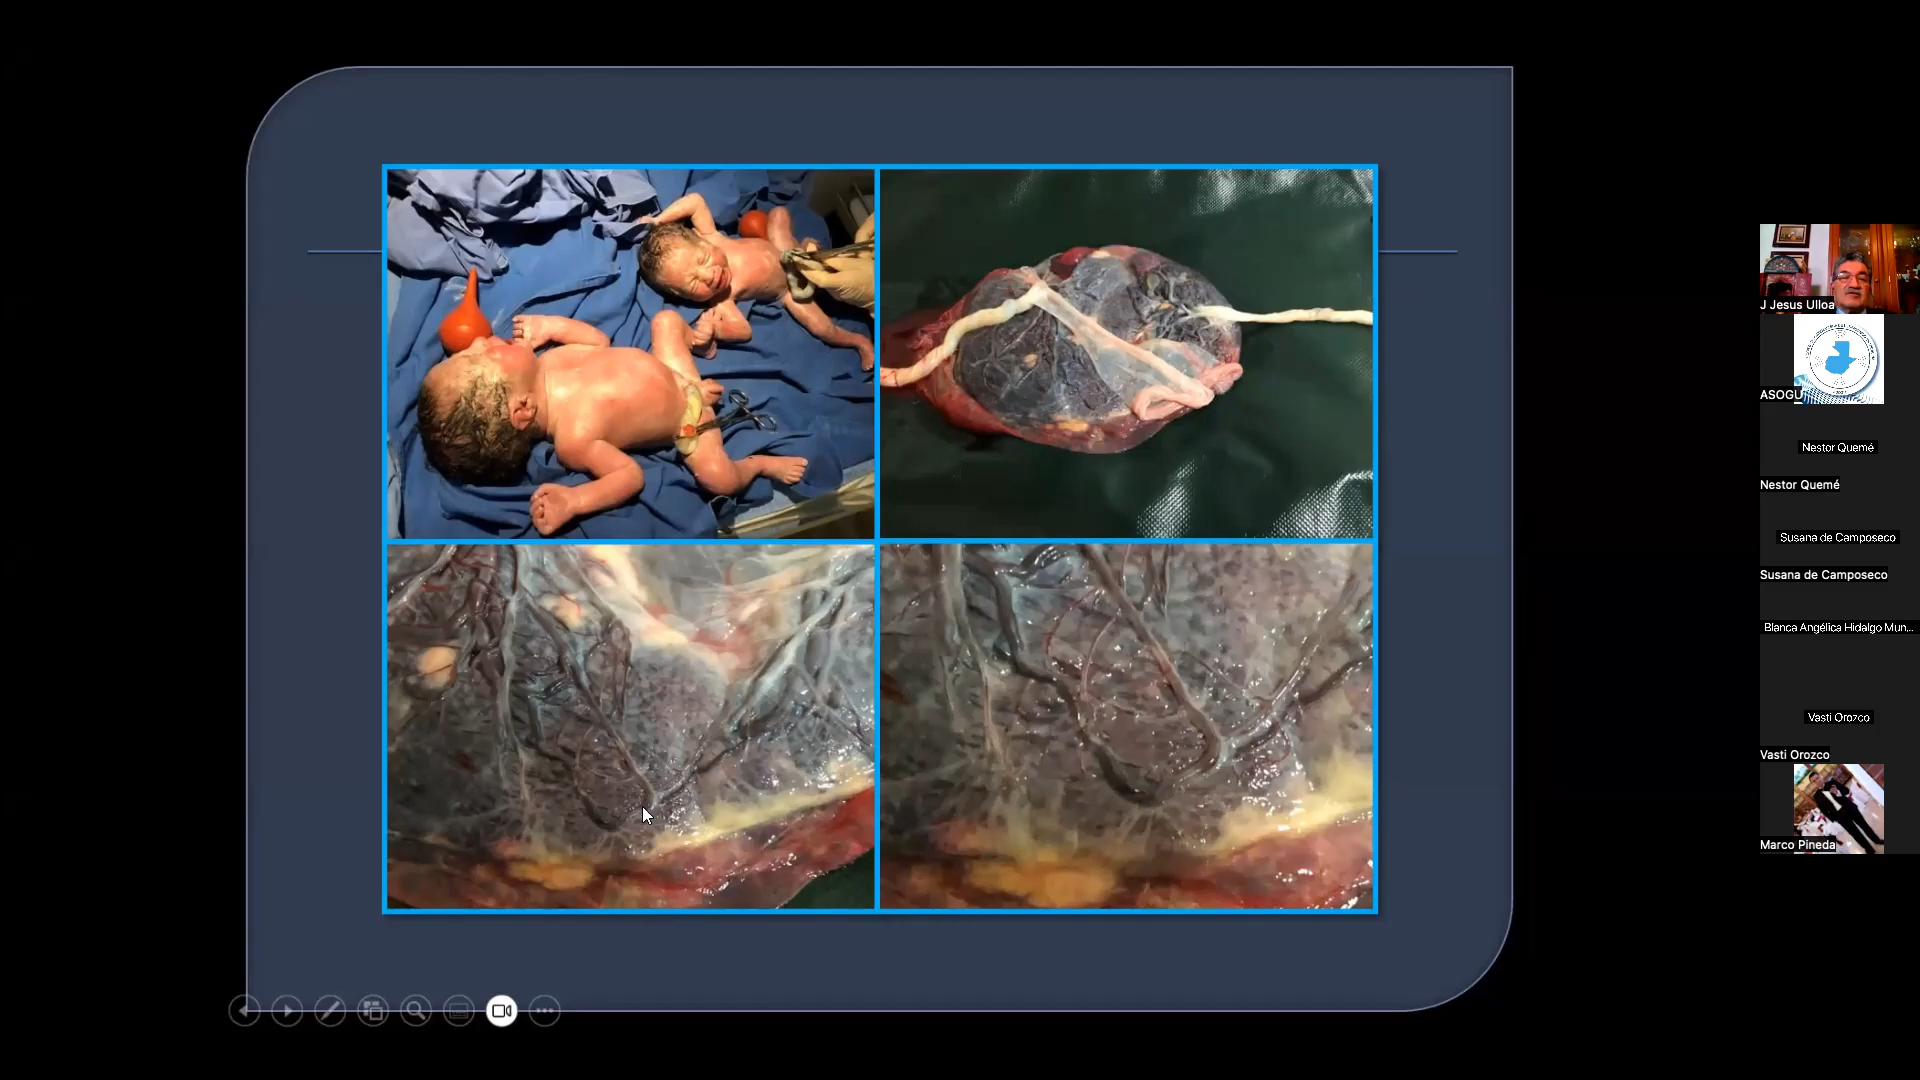 J Jesus Ulloa
ASOGU
Nestor Quemé
Nestor Quemé
Susana de Camposeco
Susana de Camposeco
Blanca Angélica Hidalgo Mun...
Vasti Orozco
Vasti Orozco
Marco Pineda